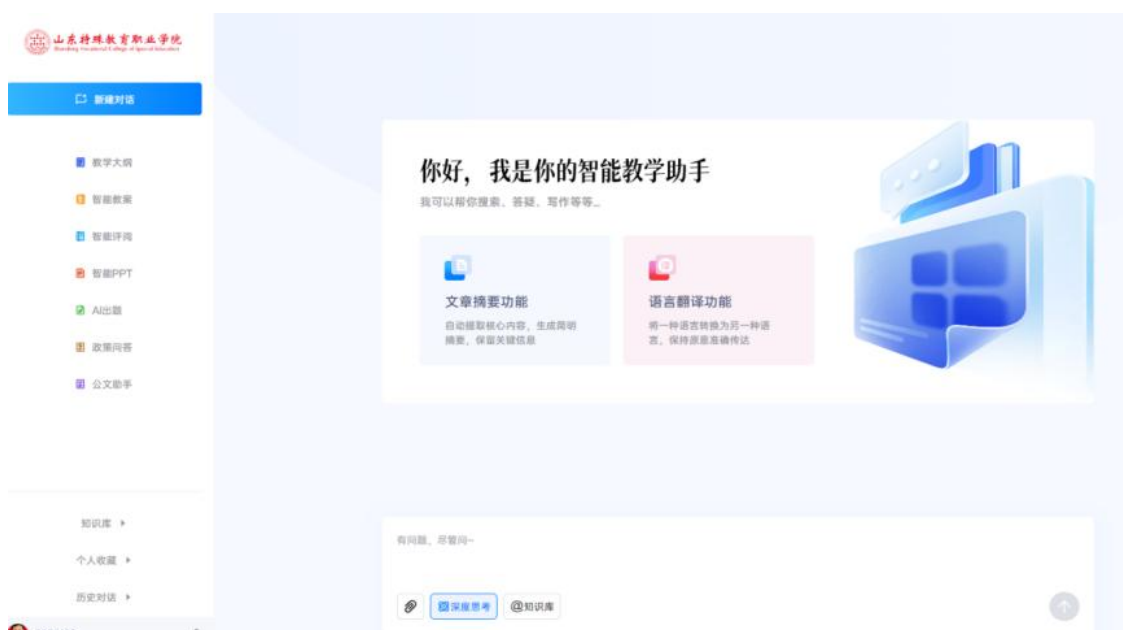 山东特殊教育职业学院
Shandong Vocational College of Special Education
新建对话
教学大纲
智能教案
智能评阅
智能PPT
AI出题
政策问答
公文助手
知识库
个人收藏
历史对话
你好，我是你的智能教学助手
我可以帮你搜索、答疑、写作等等_
文章摘要功能
自动提取核心内容，生成简明
摘要，保留关键信息
语言翻译功能
将一种语言转换为另一种语
言，保持原意准确传达
有问题，尽管问~
深度思考
@知识库